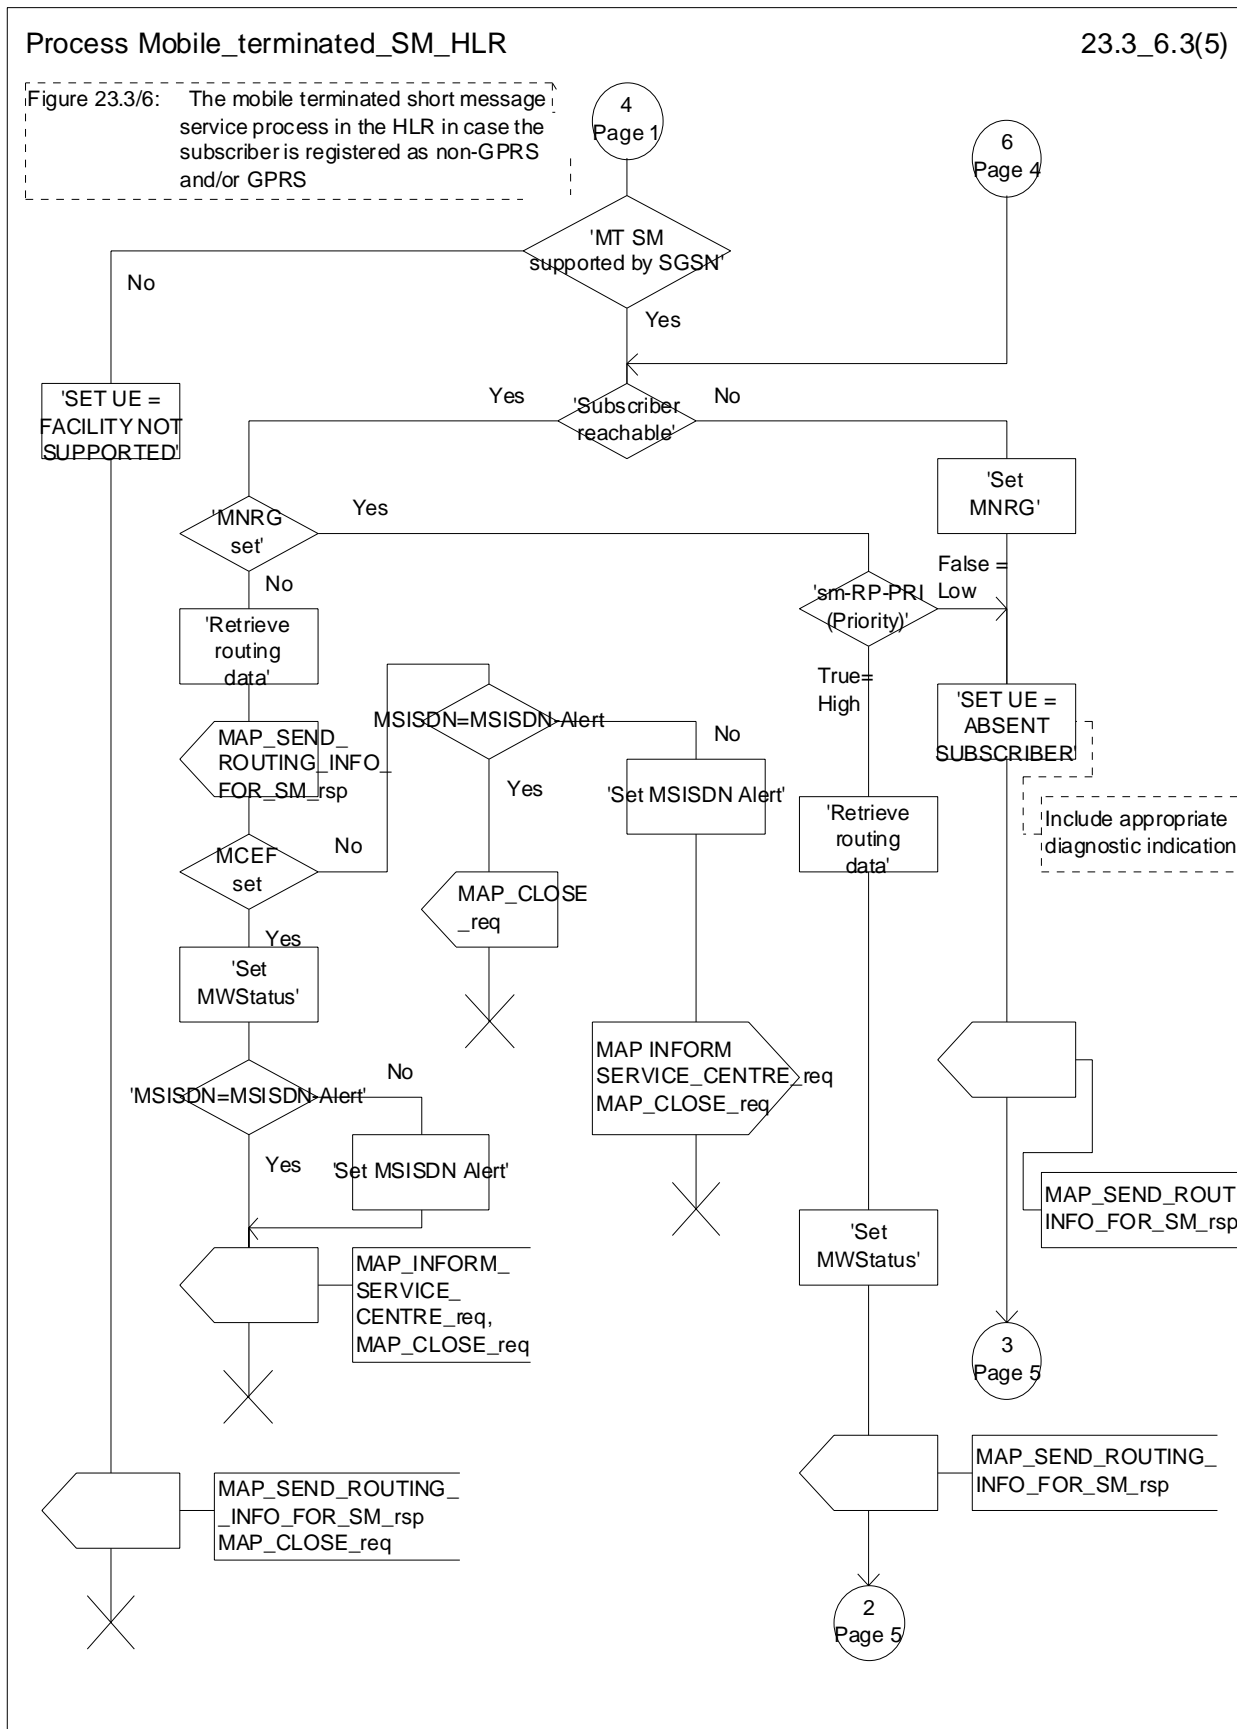 Process Mobile_terminated_SM_HLR
23.3_6.3(5)
Figure 23.3/6: The mobile terminated short message
service process in the HLR in case the
subscriber is registered as non-GPRS
and/or GPRS
4
Page 1
6
Page 4
'MT SM
supported by SGSN'
No
Yes
'SET UE =
FACILITY NOT
SUPPORTED'
Yes
'Subscriber
reachable'
No
'Set
MNRG'
'MNRG
set'
Yes
No
'sm-RP-PRI
(Priority)'
False =
Low
True=
High
'Retrieve
routing
data'
MSISDN=MSISDN-Alert
No
Yes
'SET UE =
ABSENT
SUBSCRIBER'
MAP_SEND_
ROUTING_INFO_
FOR_SM_rsp
'Set MSISDN Alert'
'Retrieve
routing
data'
Include appropriate
diagnostic indication
MCEF
set
No
Yes
MAP_CLOSE
_req
'Set
MWStatus'
MAP INFORM
SERVICE_CENTRE_req
MAP_CLOSE_req
'MSISDN=MSISDN-Alert'
No
Yes
'Set MSISDN Alert'
MAP_SEND_ROUT
INFO_FOR_SM_rsp
'Set
MWStatus'
MAP_INFORM_
SERVICE_
CENTRE_req,
MAP_CLOSE_req
3
Page 5
MAP_SEND_ROUTING_
INFO_FOR_SM_rsp
MAP_SEND_ROUTING_
_INFO_FOR_SM_rsp
MAP_CLOSE_req
2
Page 5